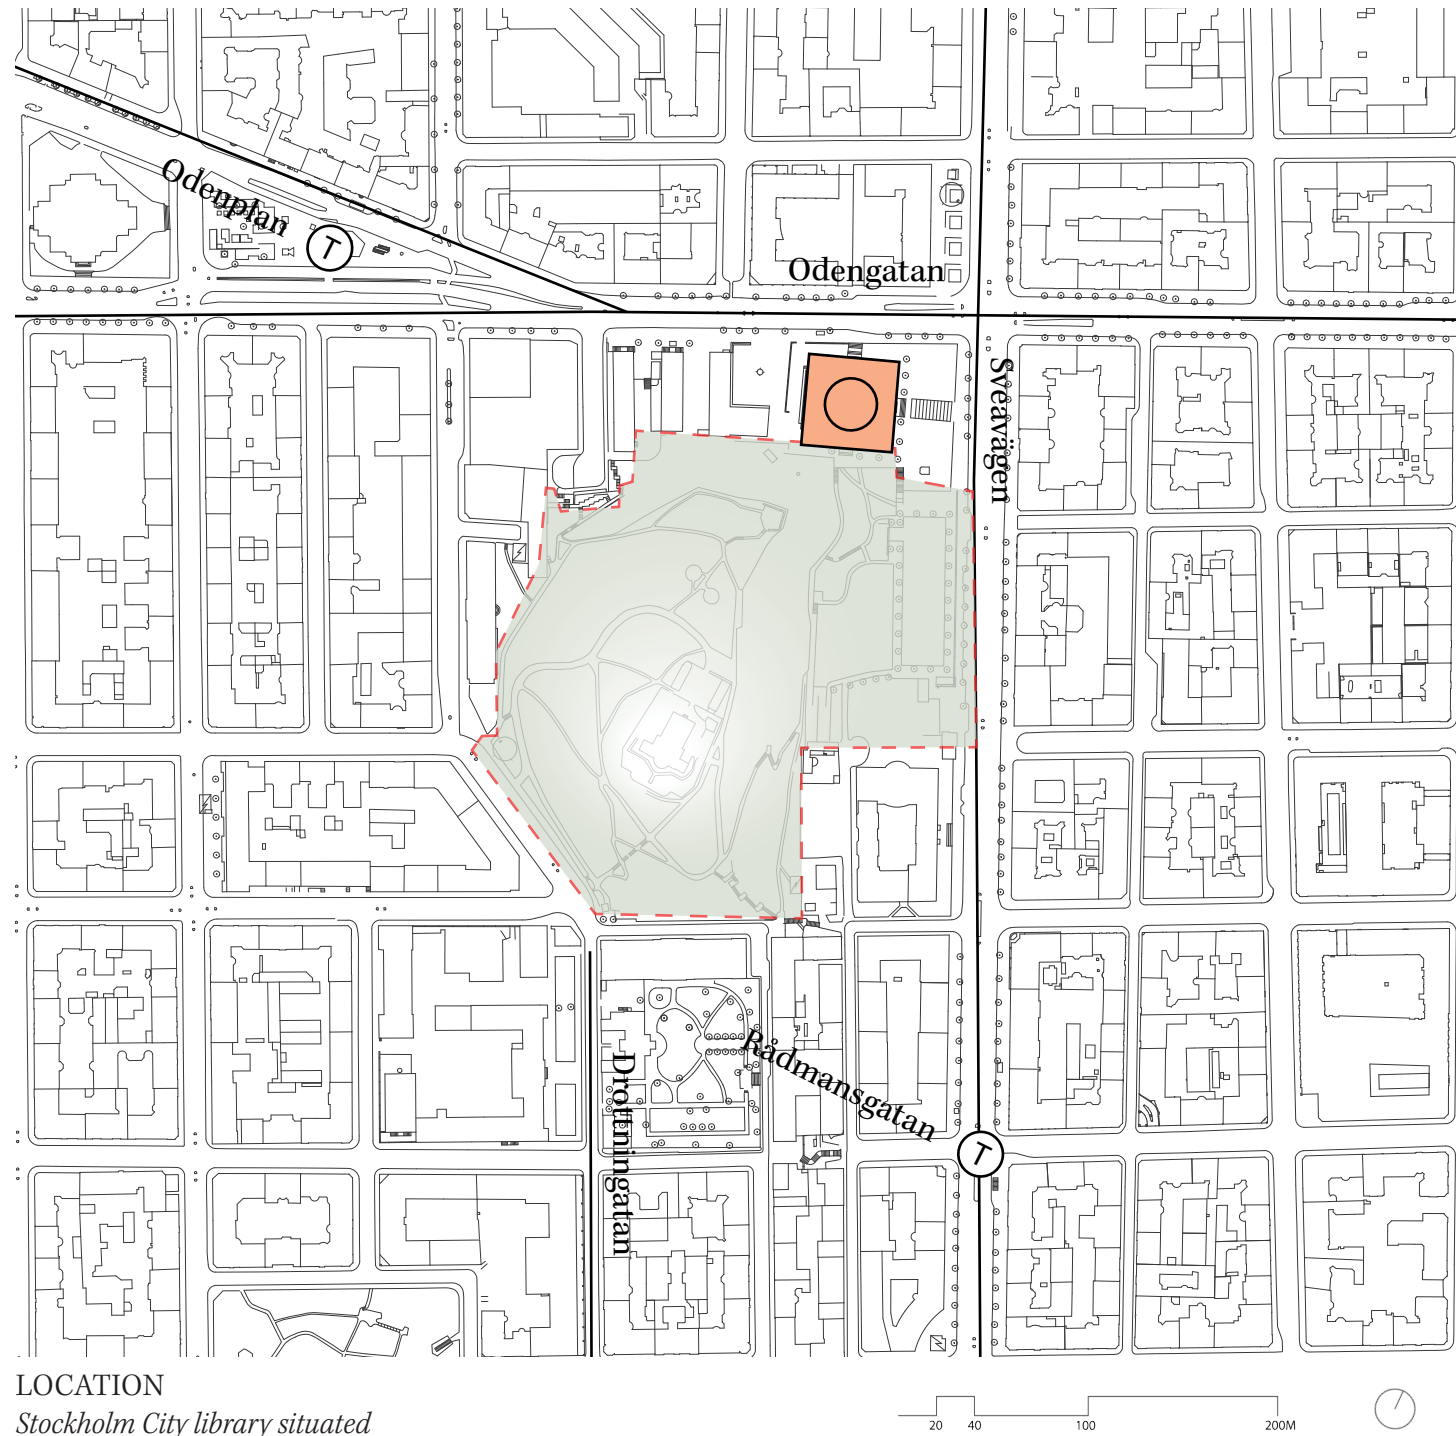 Odenplan
T
Odengatan
Sveavägen
Rådmansgatan
Drottninggatan
T
LOCATION
Stockholm City library situated
20 40 100 200M